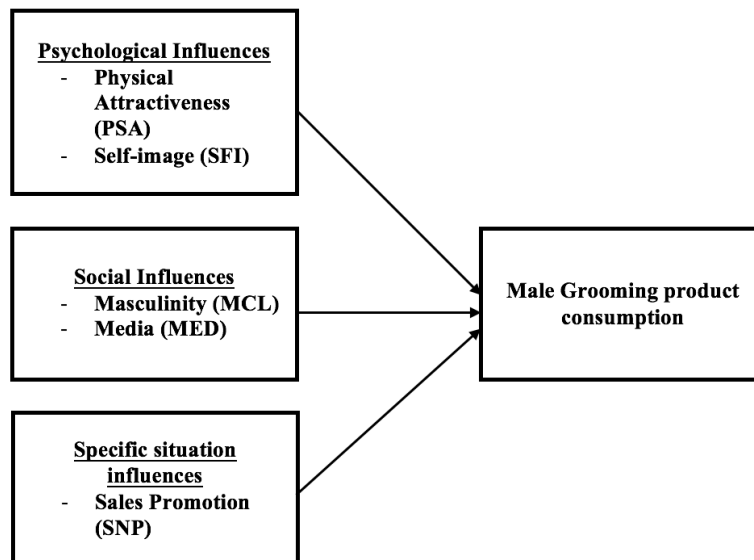 Psychological Influences
- Physical
Attractiveness
(PSA)
- Self-image (SFI)
Social Influences
- Masculinity (MCL)
- Media (MED)
Specific situation
influences
- Sales Promotion
(SNP)
Male Grooming product
consumption